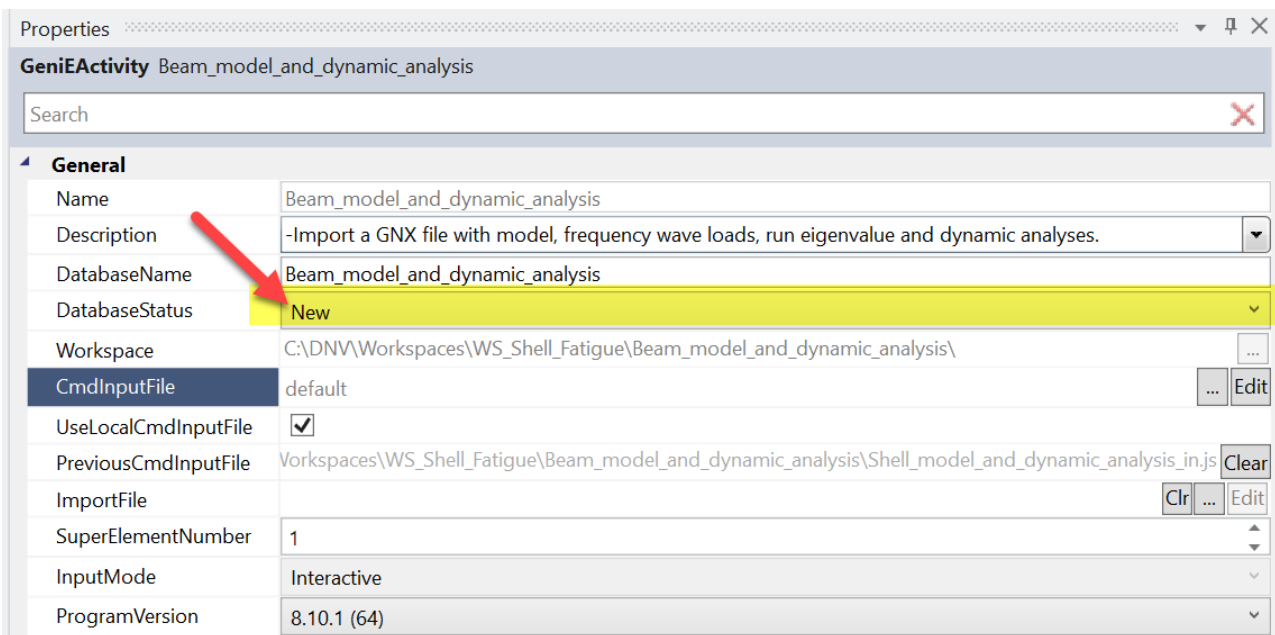 Properties
GeniEActivity Beam_model_and_dynamic_analysis
Search
General
Name Beam_model_and_dynamic_analysis
Description -Import a GNX file with model, frequency wave loads, run eigenvalue and dynamic analyses.
DatabaseName Beam_model_and_dynamic_analysis
DatabaseStatus New
Workspace C:\DNV\Workspaces\WS_Shell_Fatigue\Beam_model_and_dynamic_analysis\ ...
CmdInputFile default ... Edit
UseLocalCmdInputFile
PreviousCmdInputFile Vorkspaces\WS_Shell_Fatigue\Beam_model_and_dynamic_analysis\Shell_model_and_dynamic_analysis_in.js Clear
ImportFile Clr ... Edit
SuperElementNumber 1
InputMode Interactive
ProgramVersion 8.10.1 (64)